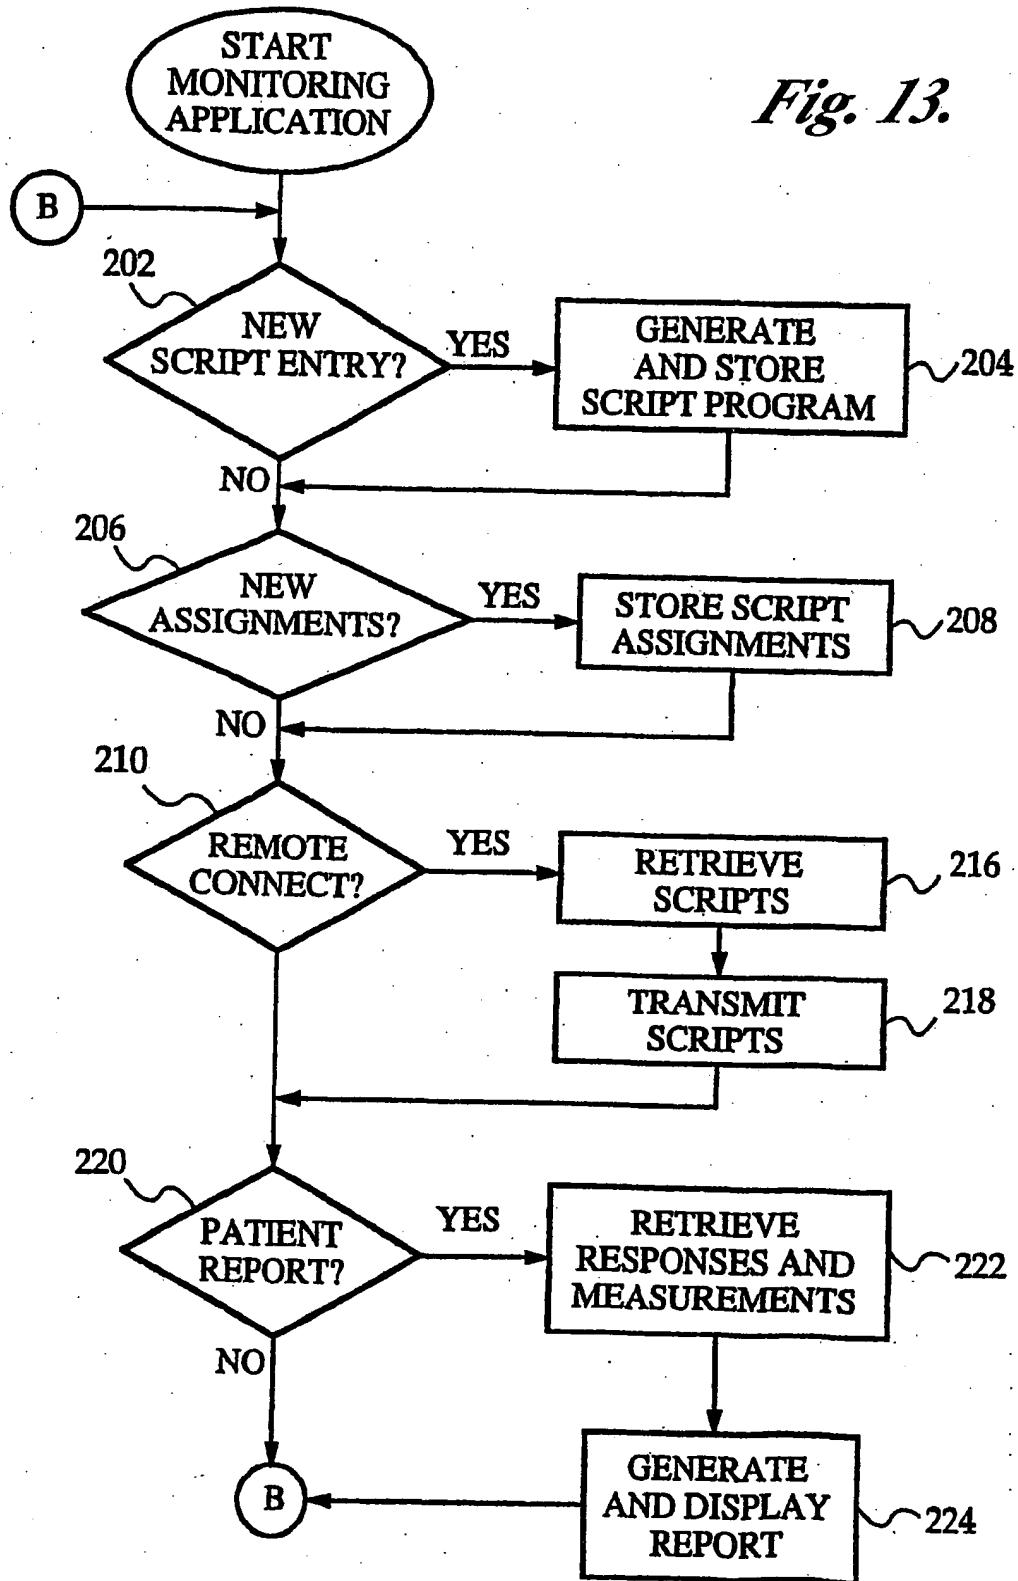 START
MONITORING
APPLICATION
Fig. 13.
B
202
NEW
SCRIPT ENTRY?
YES
GENERATE
AND STORE
SCRIPT PROGRAM
204
NO
206
NEW
ASSIGNMENTS?
YES
STORE SCRIPT
ASSIGNMENTS
208
NO
210
REMOTE
CONNECT?
YES
RETRIEVE
SCRIPTS
216
TRANSMIT
SCRIPTS
218
220
PATIENT
REPORT?
YES
RETRIEVE
RESPONSES AND
MEASUREMENTS
222
NO
B
GENERATE
AND DISPLAY
REPORT
224